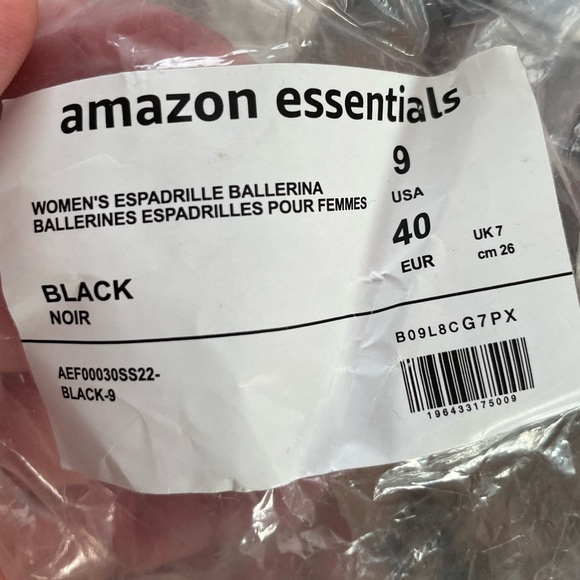 amazon essentials
WOMEN'S ESPADRILLE BALLERINA
BALLERINES ESPADRILLES POUR FEMMES
9
USA
40
EUR
UK 7
cm 26
BLACK
NOIR
AEF00030SS22-
BLACK-9
B09L8CG7PX
196433175009